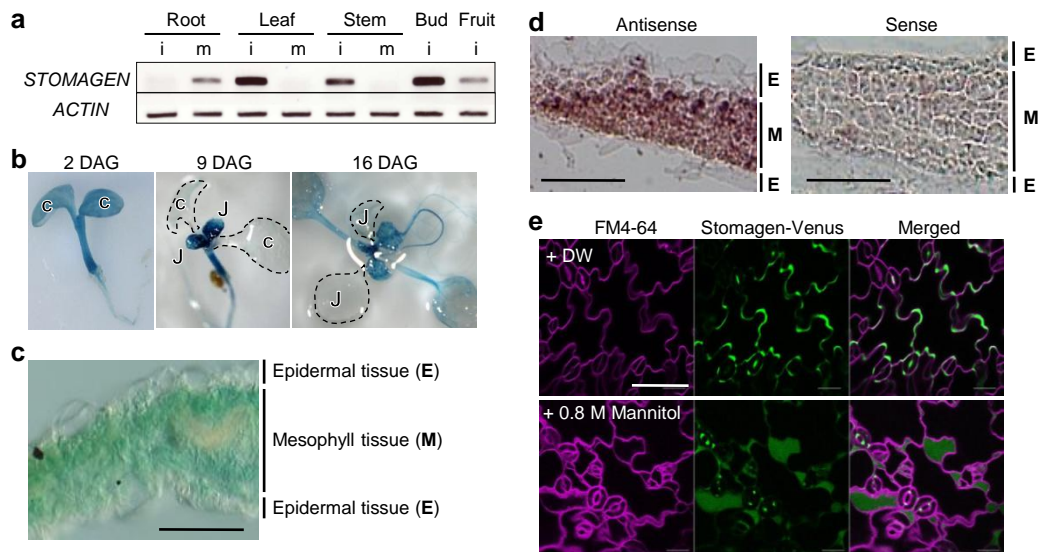 a
Root Leaf Stem Bud Fruit
i m i m i m i i
STOMAGEN
ACTIN
b
2 DAG 9 DAG 16 DAG
C C
C C
J J
J J
c
Epidermal tissue (E)
Mesophyll tissue (M)
Epidermal tissue (E)
d
Antisense Sense
E E
M M
E E
e
FM4-64 Stomagen-Venus Merged
+ DW
+ 0.8 M Mannitol